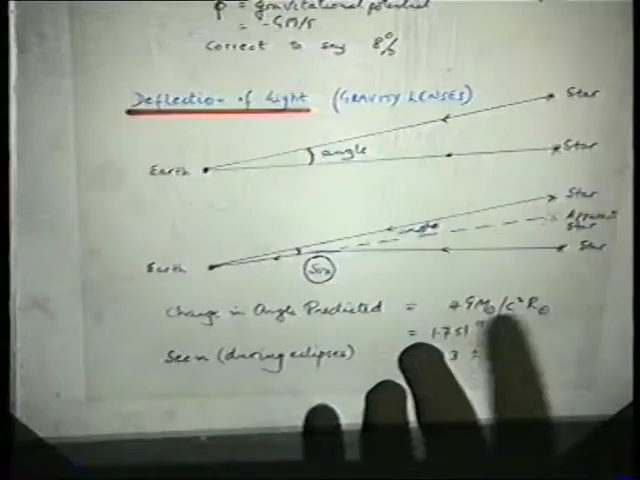 φ = gravitational potential
= -GM/r
Correct to say 8%
Deflection of Light (GRAVITY LENSES)
Star
angle
Star
Earth
Star
angle
Apparent Star
Star
Earth
Sun
Change in Angle Predicted = 4GM⊙/c²R⊙
= 1.751"
Seen (during eclipses)
3 ±